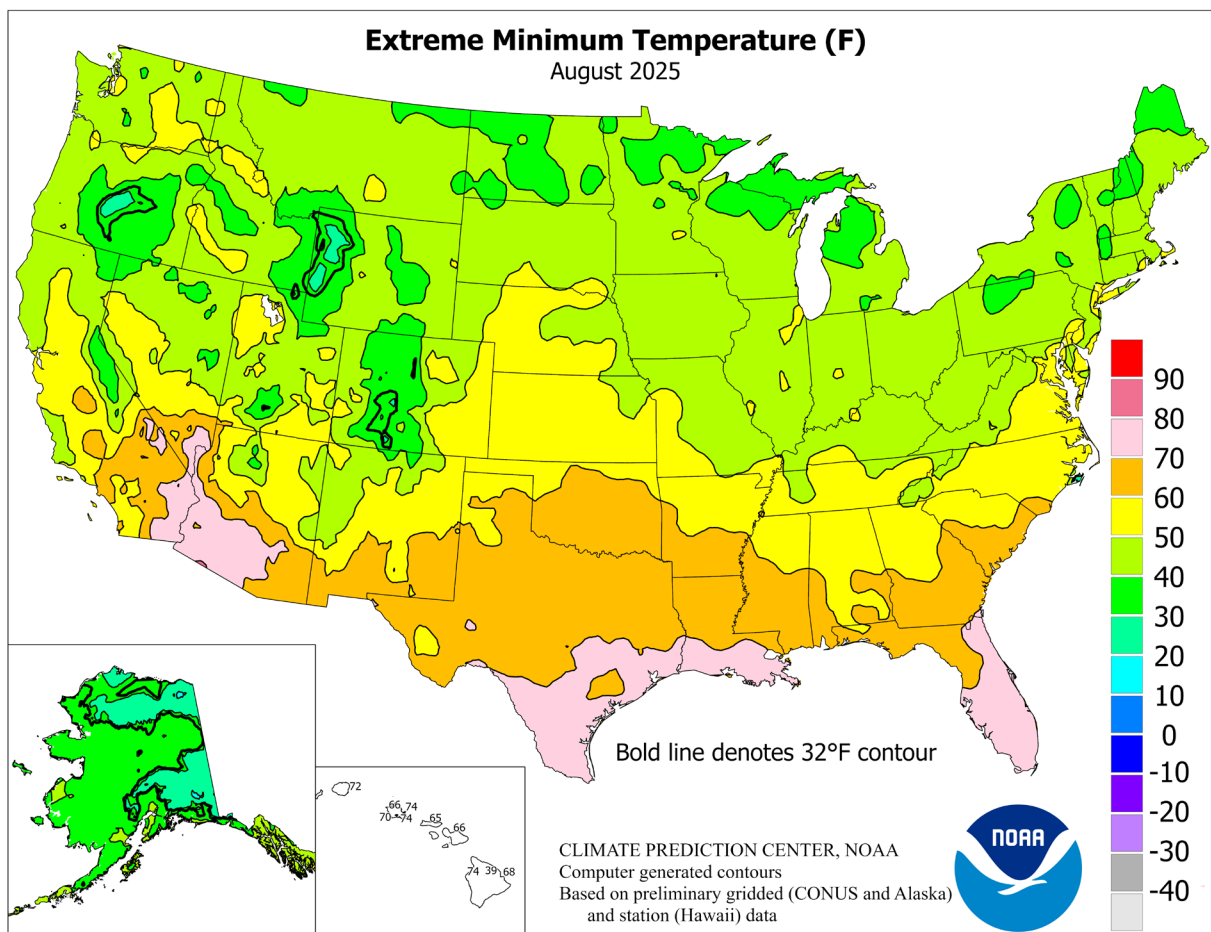 Extreme Minimum Temperature (F)
August 2025
90
80
70
60
50
40
30
20
10
0
-10
-20
-30
-40
Bold line denotes 32°F contour
72
66 74
70 74
65
66
74 39 68
NOAA
CLIMATE PREDICTION CENTER, NOAA
Computer generated contours
Based on preliminary gridded (CONUS and Alaska)
and station (Hawaii) data